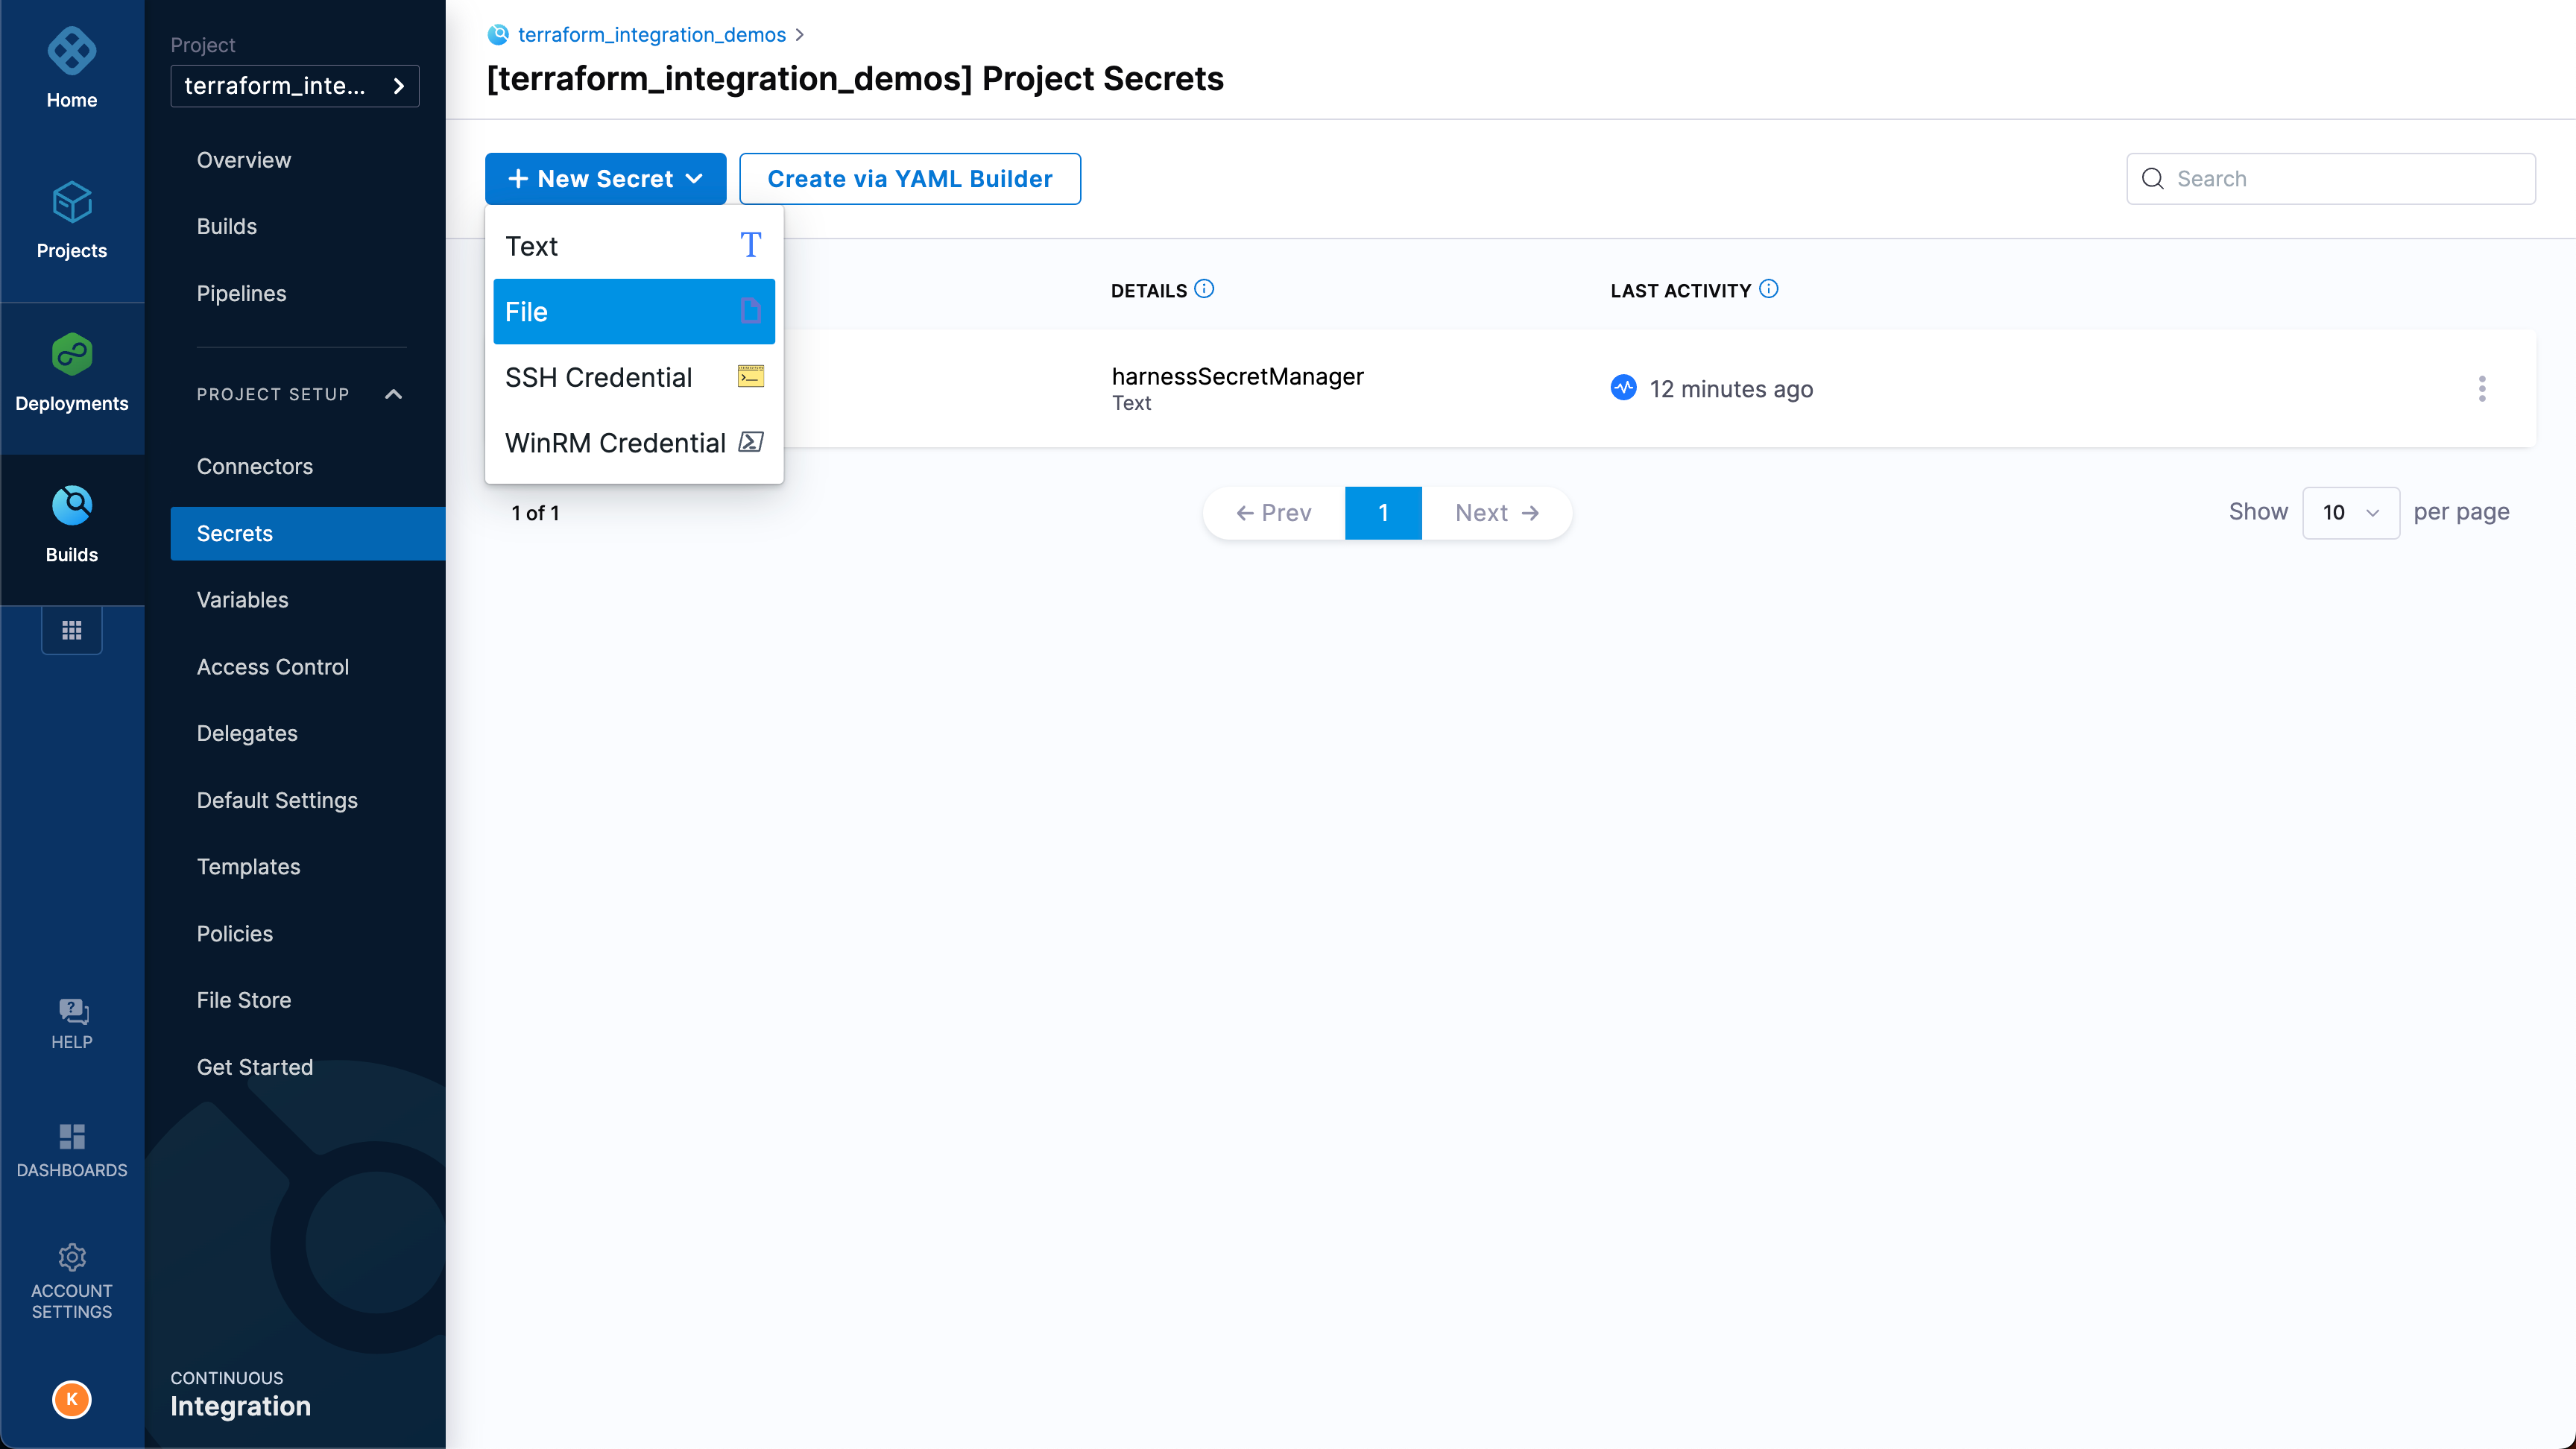 Home
Projects
Deployments
Builds
HELP
DASHBOARDS
ACCOUNT
SETTINGS
K
Project
terraform_inte...
Overview
Builds
Pipelines
PROJECT SETUP
Connectors
Secrets
Variables
Access Control
Delegates
Default Settings
Templates
Policies
File Store
Get Started
CONTINUOUS
Integration
terraform_integration_demos
[terraform_integration_demos] Project Secrets
+ New Secret
Create via YAML Builder
Search
Text
File
SSH Credential
WinRM Credential
DETAILS
LAST ACTIVITY
harnessSecretManager
Text
12 minutes ago
1 of 1
Prev
1
Next
Show
10
per page